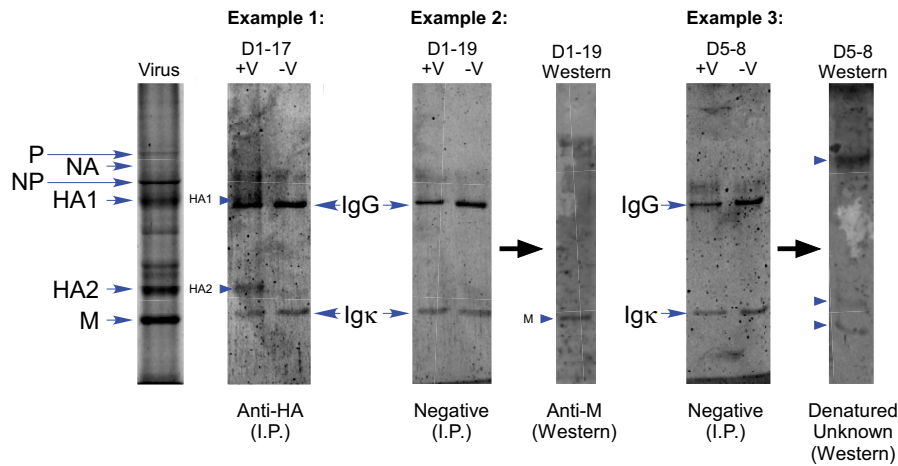 Example 1:
Example 2:
Example 3:
D1-17
+V -V
D1-19
+V -V
D1-19
Western
D5-8
+V -V
D5-8
Western
Virus
P
NA
NP
HA1
HA2
M
HA1
HA2
IgG
Igκ
M
IgG
Igκ
Anti-HA
(I.P.)
Negative
(I.P.)
Anti-M
(Western)
Negative
(I.P.)
Denatured
Unknown
(Western)